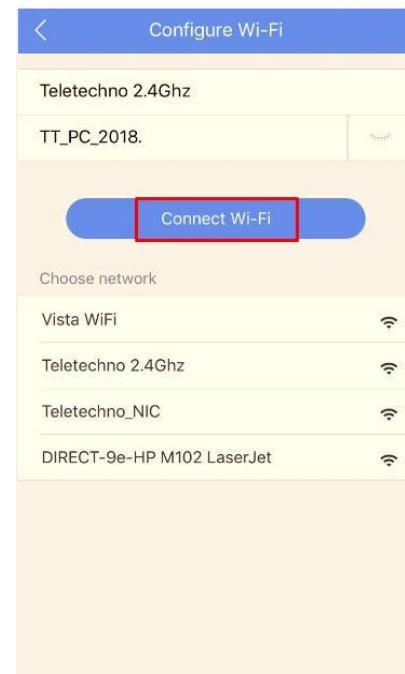 Configure Wi-Fi
Teletechno 2.4Ghz
TT_PC_2018.
Connect Wi-Fi
Choose network
Vista WiFi
Teletechno 2.4Ghz
Teletechno_NIC
DIRECT-9e-HP M102 LaserJet